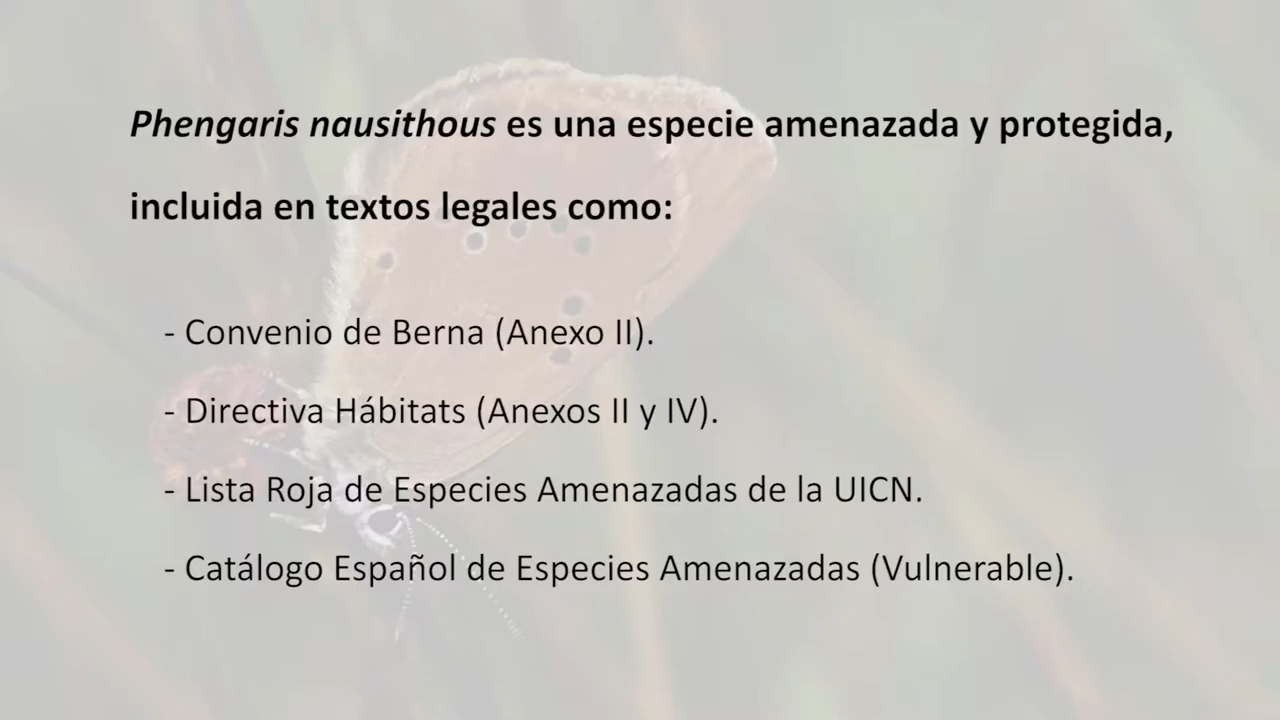 Phengaris nausithous es una especie amenazada y protegida,
incluida en textos legales como:
- Convenio de Berna (Anexo II).
- Directiva Hábitats (Anexos II y IV).
- Lista Roja de Especies Amenazadas de la UICN.
- Catálogo Español de Especies Amenazadas (Vulnerable).